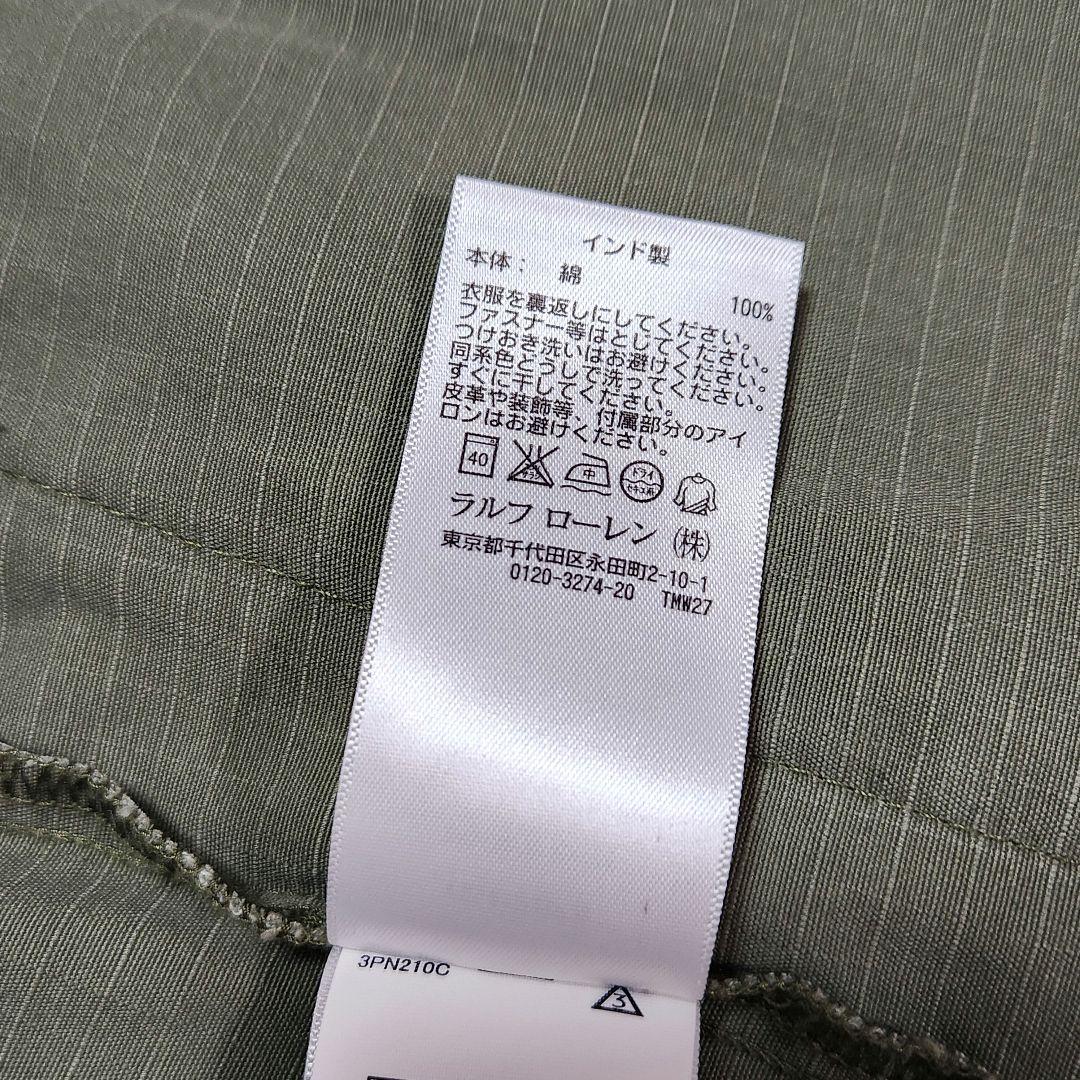 インド製
本体： 綿 100%
衣服を裏返しにしてください。
ファスナー等はとじてください。
つけおき洗いはお避けください。
同系色どうしで洗ってください。
すぐに干してください。
皮革や装飾等、付属部分のアイ
ロンはお避けください。
40 中 ドライ セキユ系
ラルフ ローレン（株）
東京都千代田区永田町2-10-1
0120-3274-20 TMW27
3PN210C
3